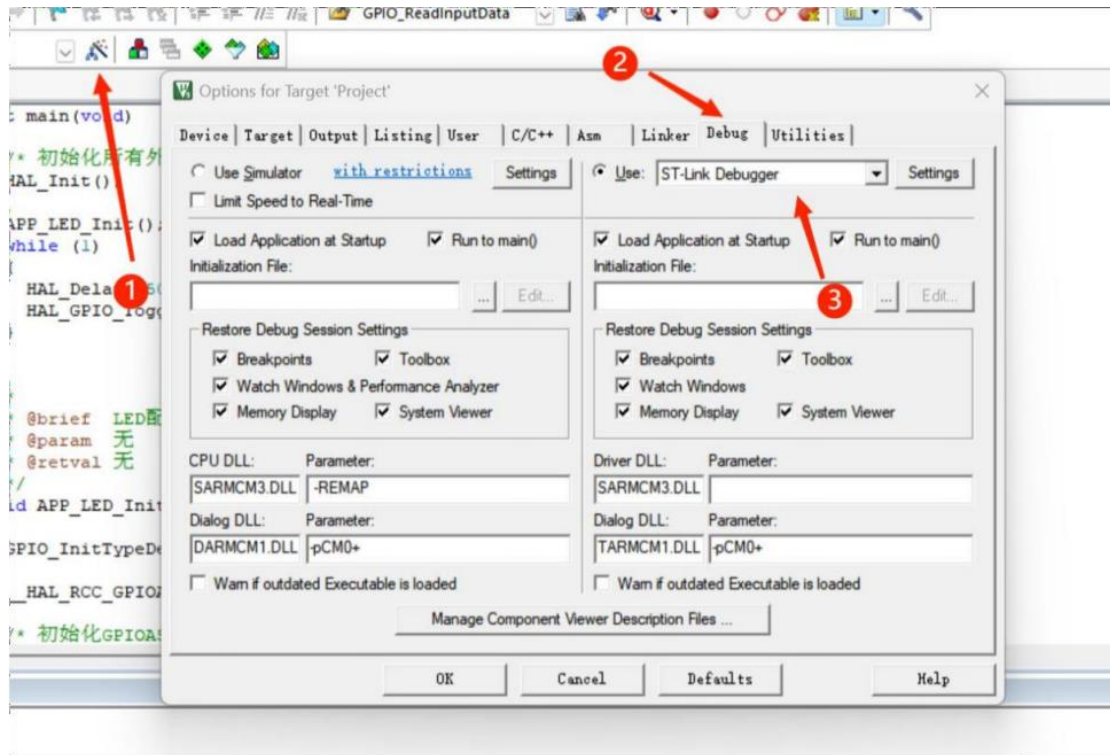 GPIO_ReadInputData
Options for Target 'Project'
main(void)
Device Target Output Listing User C/C++ Asm Linker Debug Utilities
/* 初始化所有外
HAL_Init()
Use Simulator with restrictions Settings
Use: ST-Link Debugger Settings
Limit Speed to Real-Time
APP_LED_Init();
while (1)
Load Application at Startup Run to main()
Load Application at Startup Run to main()
Initialization File:
Initialization File:
HAL_Dela
HAL_GPIO_Togg
... Edit...
... Edit...
Restore Debug Session Settings
Restore Debug Session Settings
Breakpoints Toolbox
Breakpoints Toolbox
Watch Windows & Performance Analyzer
Watch Windows
Memory Display System Viewer
Memory Display System Viewer
@brief LED配
@param 无
@retval 无
*/
id APP_LED_Init
CPU DLL: Parameter:
Driver DLL: Parameter:
SARMCM3.DLL -REMAP
SARMCM3.DLL
Dialog DLL: Parameter:
Dialog DLL: Parameter:
GPIO_InitTypeDe
DARMCM1.DLL -pCM0+
TARMCM1.DLL -pCM0+
_HAL_RCC_GPIOA
Warn if outdated Executable is loaded
Warn if outdated Executable is loaded
/* 初始化GPIOA5
Manage Component Viewer Description Files ...
OK Cancel Defaults Help
1
2
3